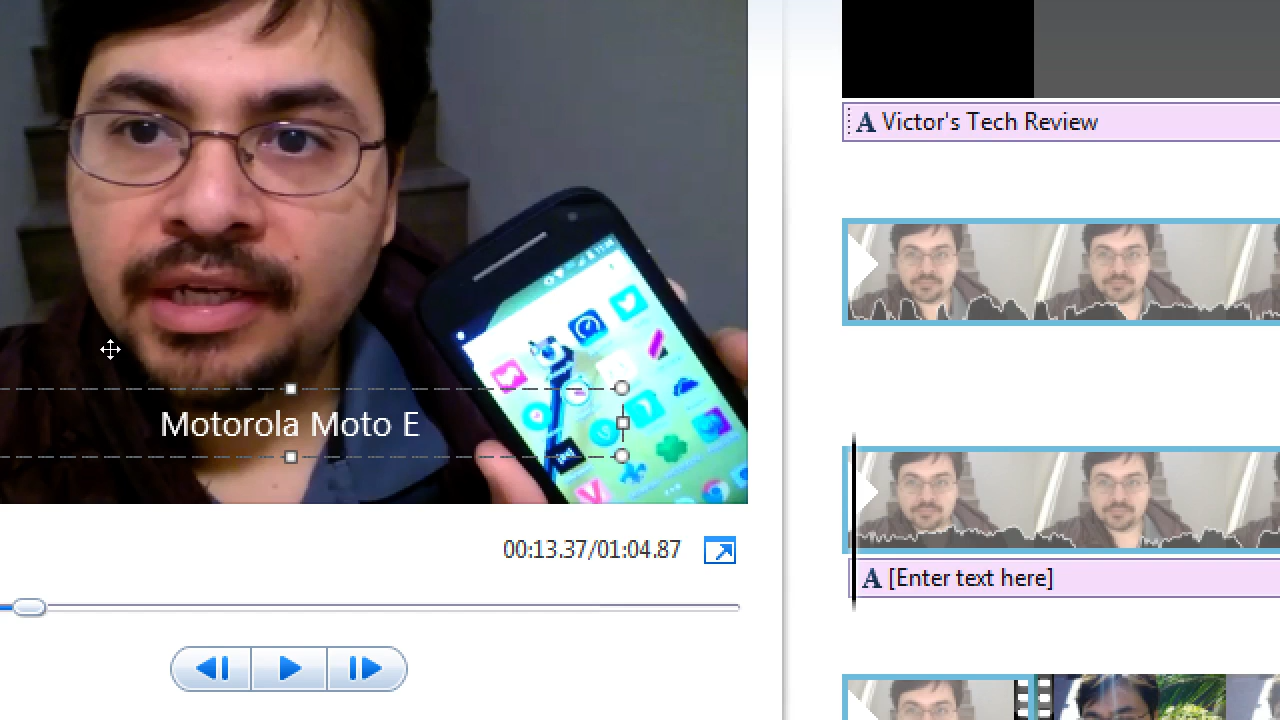 Motorola Moto E
00:13.37/01:04.87
A Victor's Tech Review
A [Enter text here]